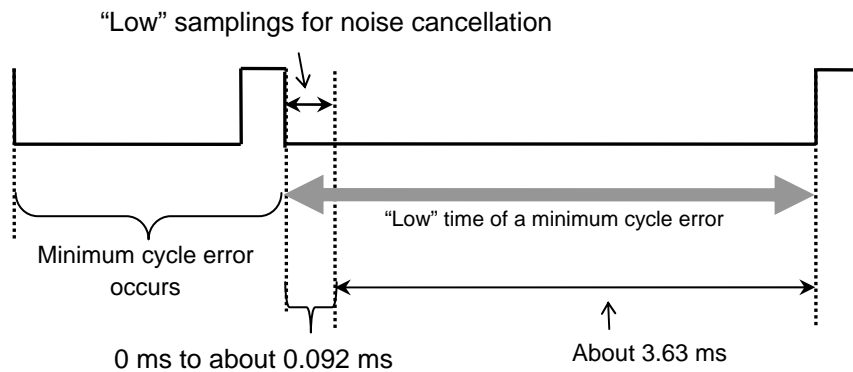 “Low” samplings for noise cancellation
“Low” time of a minimum cycle error
Minimum cycle error
occurs
0 ms to about 0.092 ms
About 3.63 ms